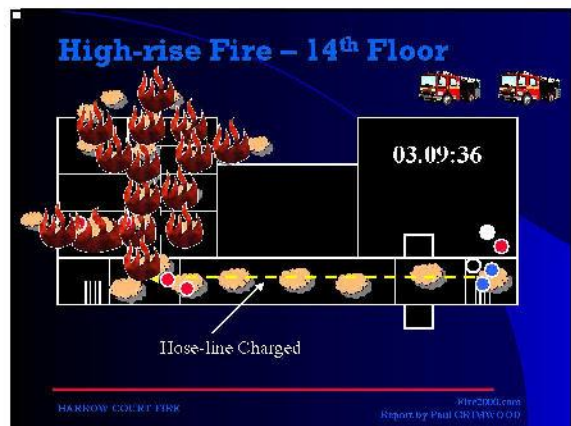 High-rise Fire – 14th Floor
03.09:36
Hose-line Charged
HARROW COURT FIRE
Fire2000.com
Report by Paul GRIMWOOD